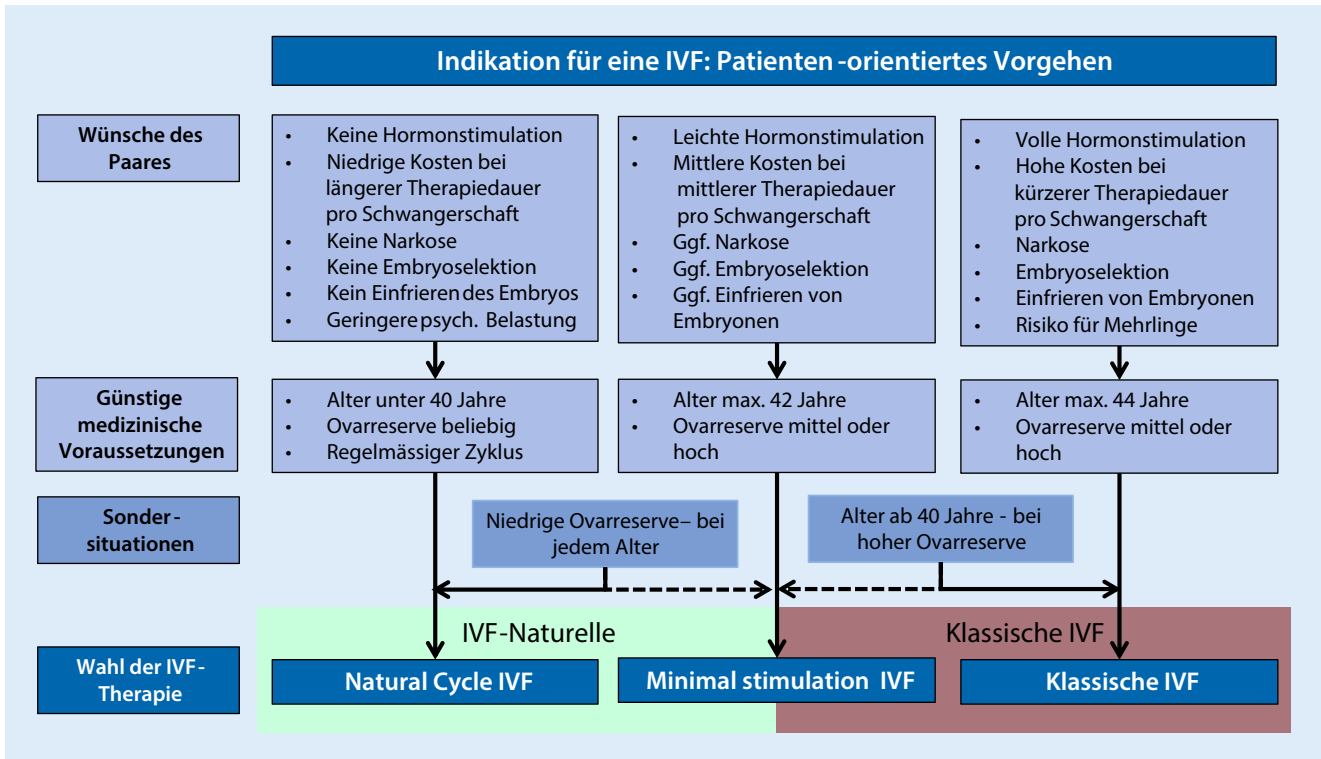 Indikation für eine IVF: Patienten-orientiertes Vorgehen
Wünsche des
Paares
• Keine Hormonstimulation
• Niedrige Kosten bei
längerer Therapiedauer
pro Schwangerschaft
• Keine Narkose
• Keine Embryoselektion
• Kein Einfrieren des Embryos
• Geringere psych. Belastung
• Leichte Hormonstimulation
• Mittlere Kosten bei
mittlerer Therapiedauer
pro Schwangerschaft
• Ggf. Narkose
• Ggf. Embryoselektion
• Ggf. Einfrieren von
Embryonen
• Volle Hormonstimulation
• Hohe Kosten bei
kürzerer Therapiedauer
pro Schwangerschaft
• Narkose
• Embryoselektion
• Einfrieren von Embryonen
• Risiko für Mehrlinge
Günstige
medizinische
Voraussetzungen
• Alter unter 40 Jahre
• Ovarreserve beliebig
• Regelmässiger Zyklus
• Alter max. 42 Jahre
• Ovarreserve mittel oder
hoch
• Alter max. 44 Jahre
• Ovarreserve mittel oder
hoch
Sonder-
situationen
Niedrige Ovarreserve– bei
jedem Alter
Alter ab 40 Jahre - bei
hoher Ovarreserve
IVF-Naturelle
Klassische IVF
Wahl der IVF-
Therapie
Natural Cycle IVF
Minimal stimulation IVF
Klassische IVF